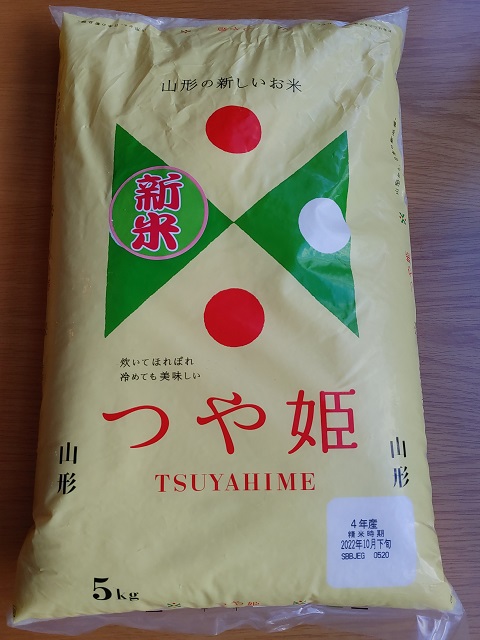 山形の新しいお米
新米
炊いてほれぼれ
冷めても美味しい
つや姫
TSUYAHIME
山形
山形
4年産
精米時期
2022年10月下旬
SBBJEG 0520
5kg